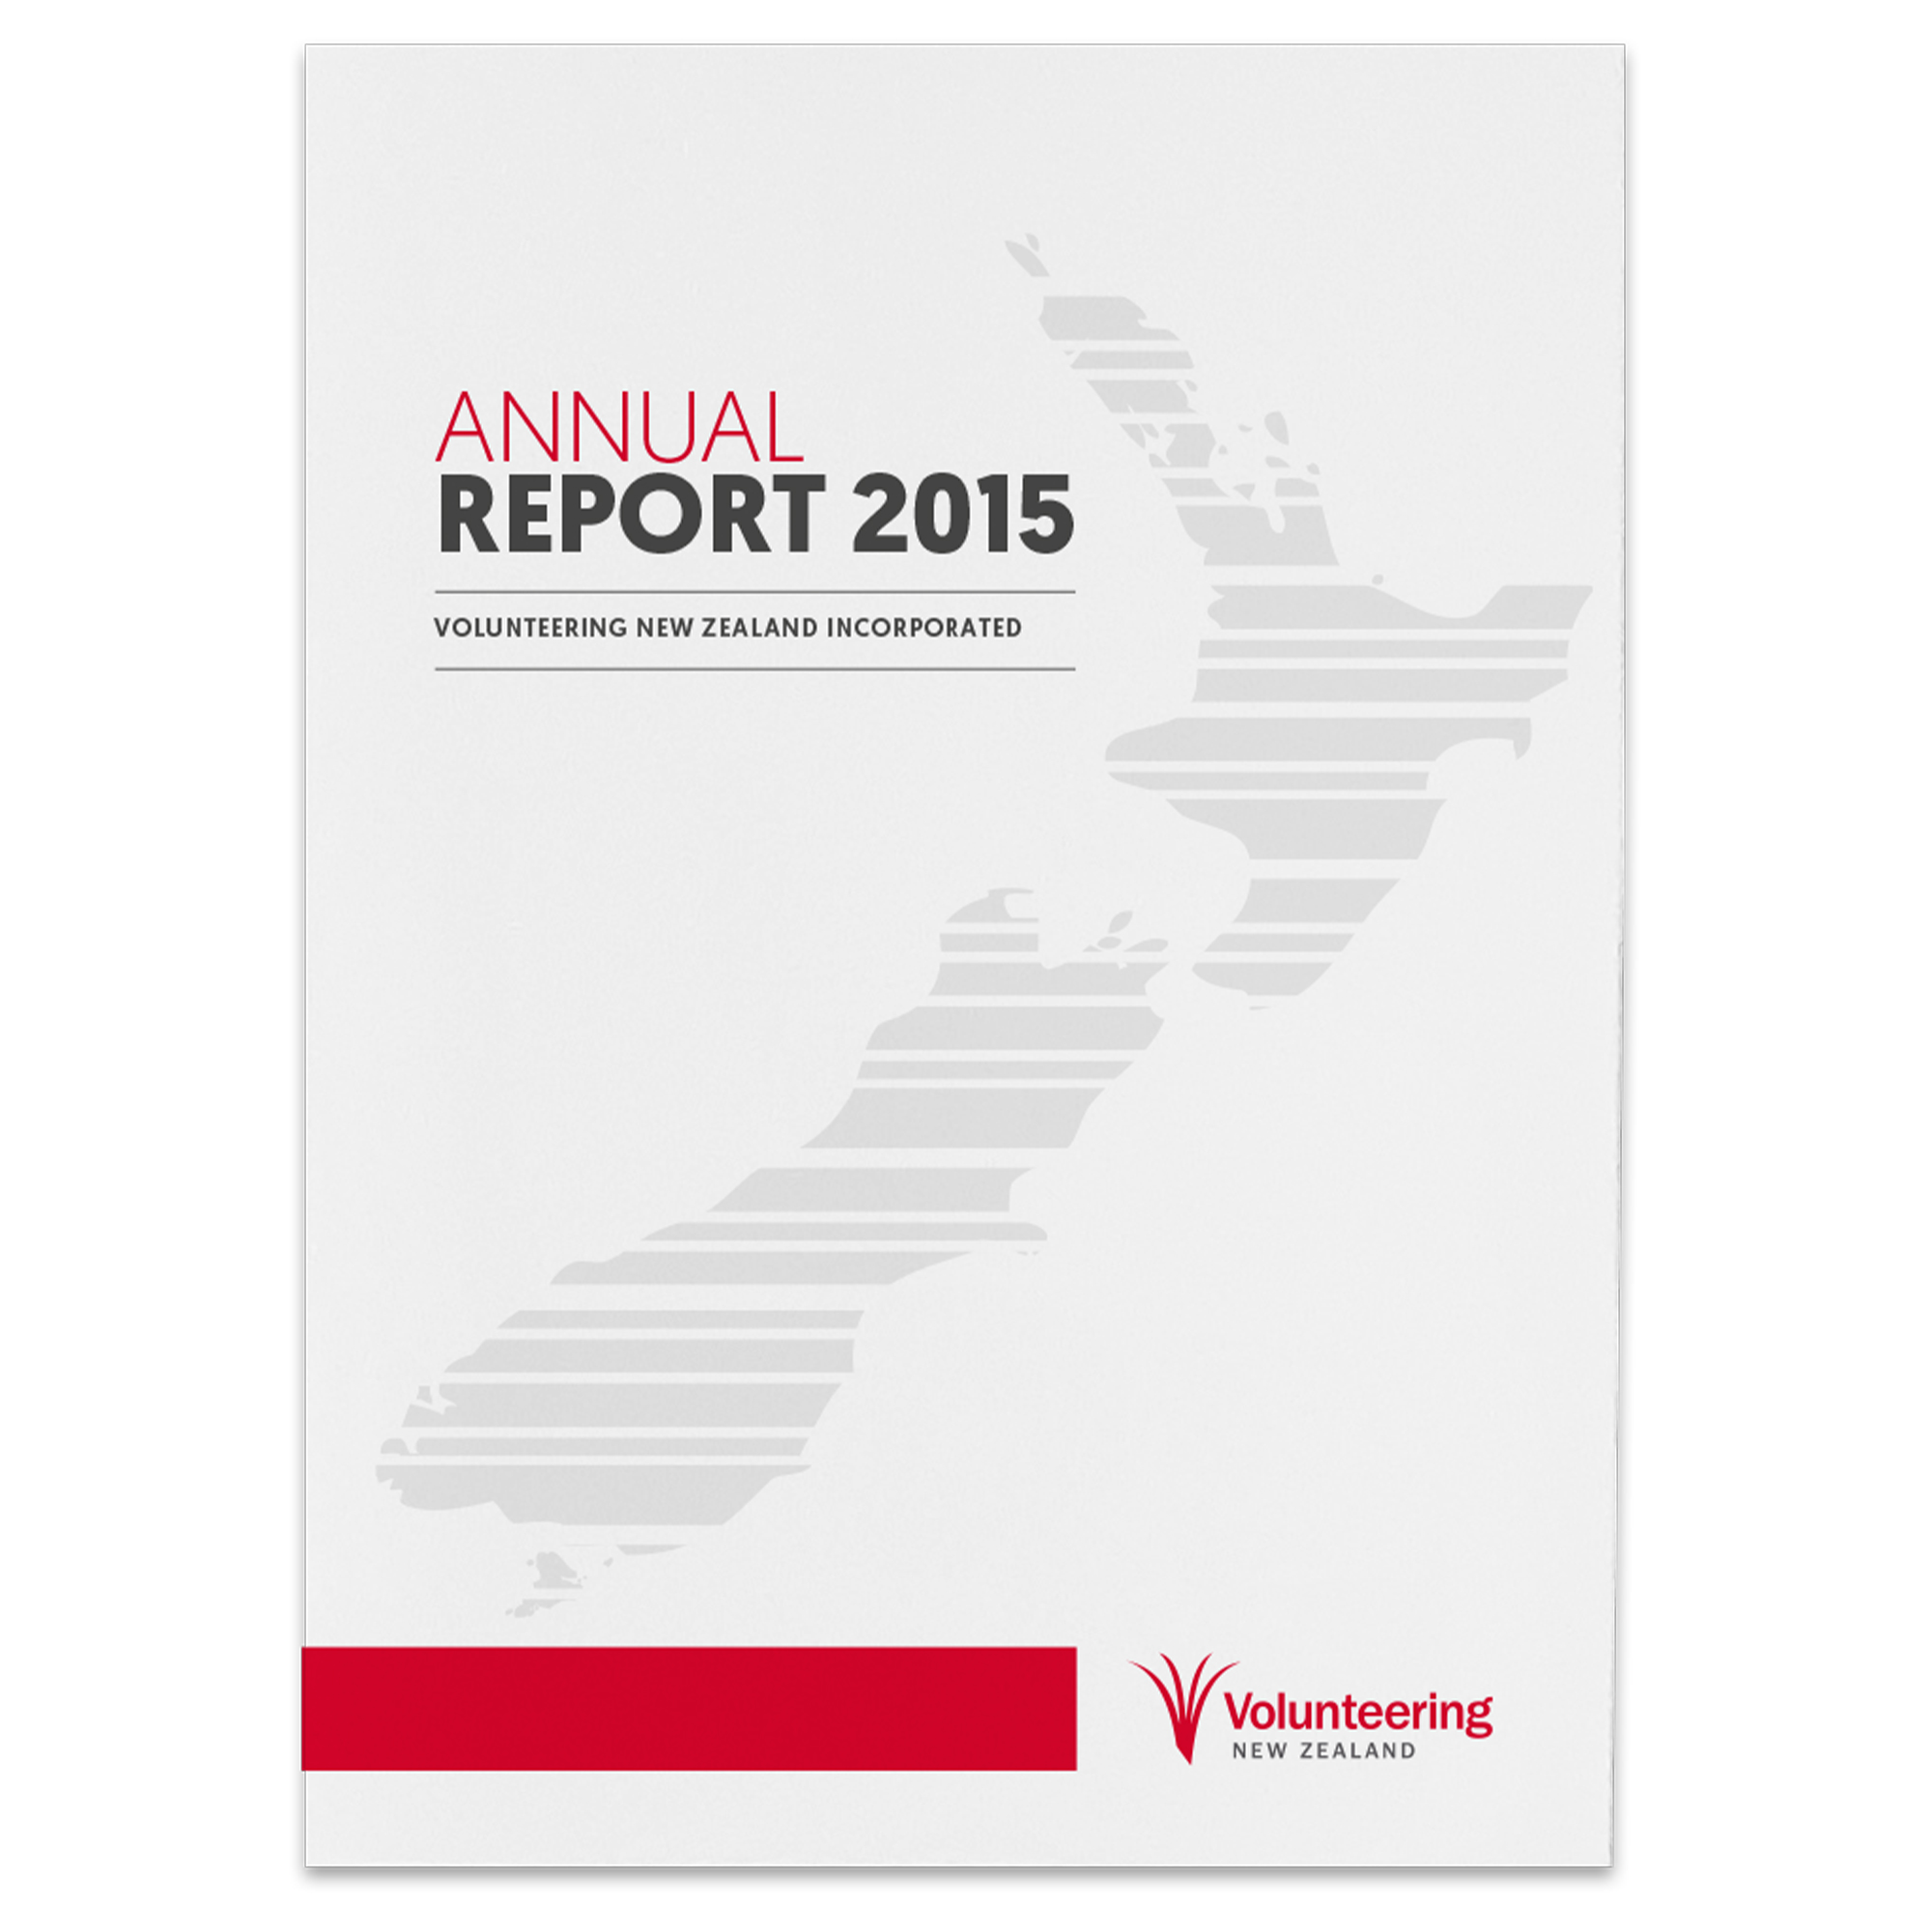 ANNUAL
REPORT 2015
VOLUNTEERING NEW ZEALAND INCORPORATED
Volunteering
NEW ZEALAND